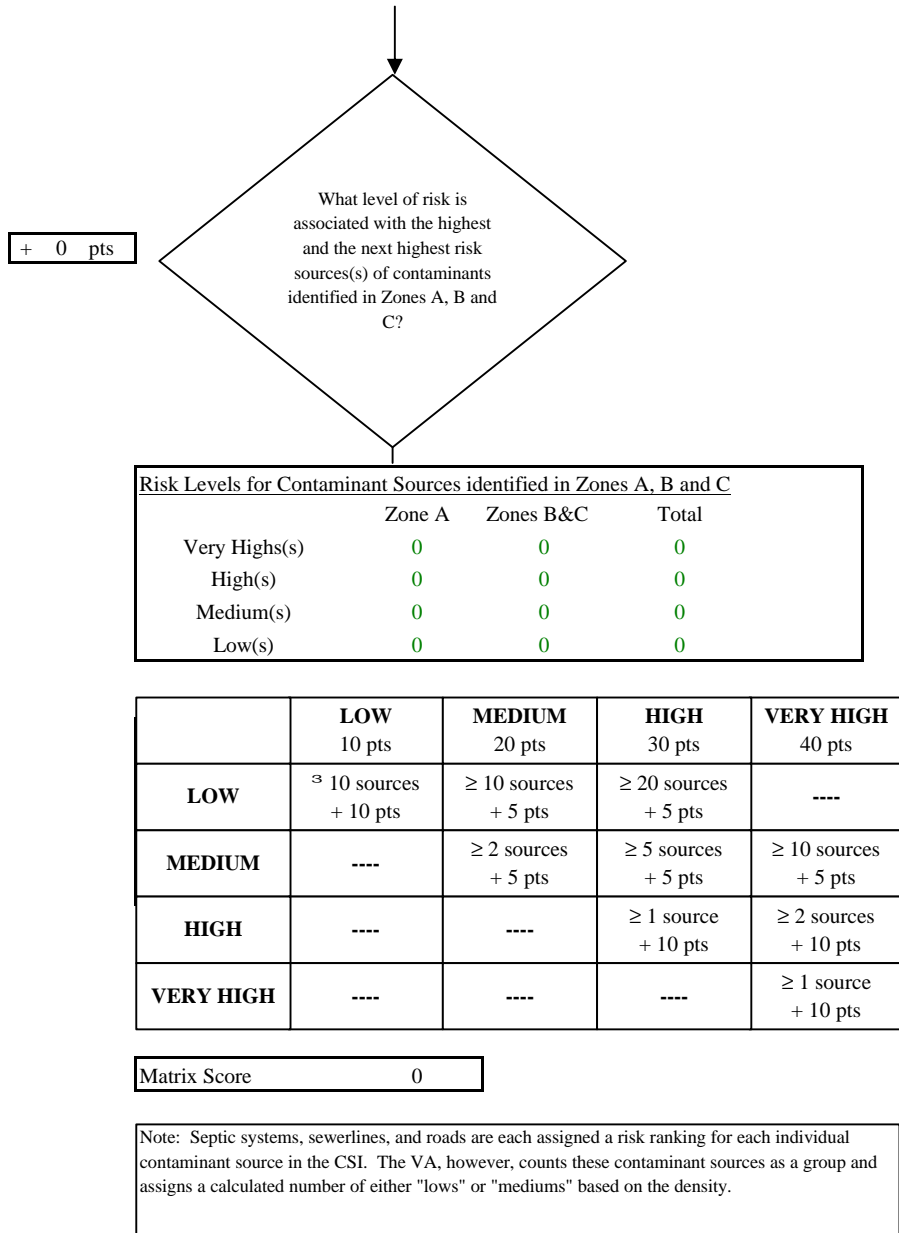 What level of risk is
associated with the highest
and the next highest risk
sources(s) of contaminants
identified in Zones A, B and
C?
+ 0 pts
Risk Levels for Contaminant Sources identified in Zones A, B and C
Zone A Zones B&C Total
Very Highs(s) 0 0 0
High(s) 0 0 0
Medium(s) 0 0 0
Low(s) 0 0 0
LOW MEDIUM HIGH VERY HIGH
10 pts 20 pts 30 pts 40 pts
LOW ³ 10 sources ≥ 10 sources ≥ 20 sources ----
+ 10 pts + 5 pts + 5 pts
MEDIUM ---- ≥ 2 sources ≥ 5 sources ≥ 10 sources
+ 5 pts + 5 pts + 5 pts
HIGH ---- ---- ≥ 1 source ≥ 2 sources
+ 10 pts + 10 pts
VERY HIGH ---- ---- ---- ≥ 1 source
+ 10 pts
Matrix Score 0
Note: Septic systems, sewerlines, and roads are each assigned a risk ranking for each individual
contaminant source in the CSI. The VA, however, counts these contaminant sources as a group and
assigns a calculated number of either "lows" or "mediums" based on the density.